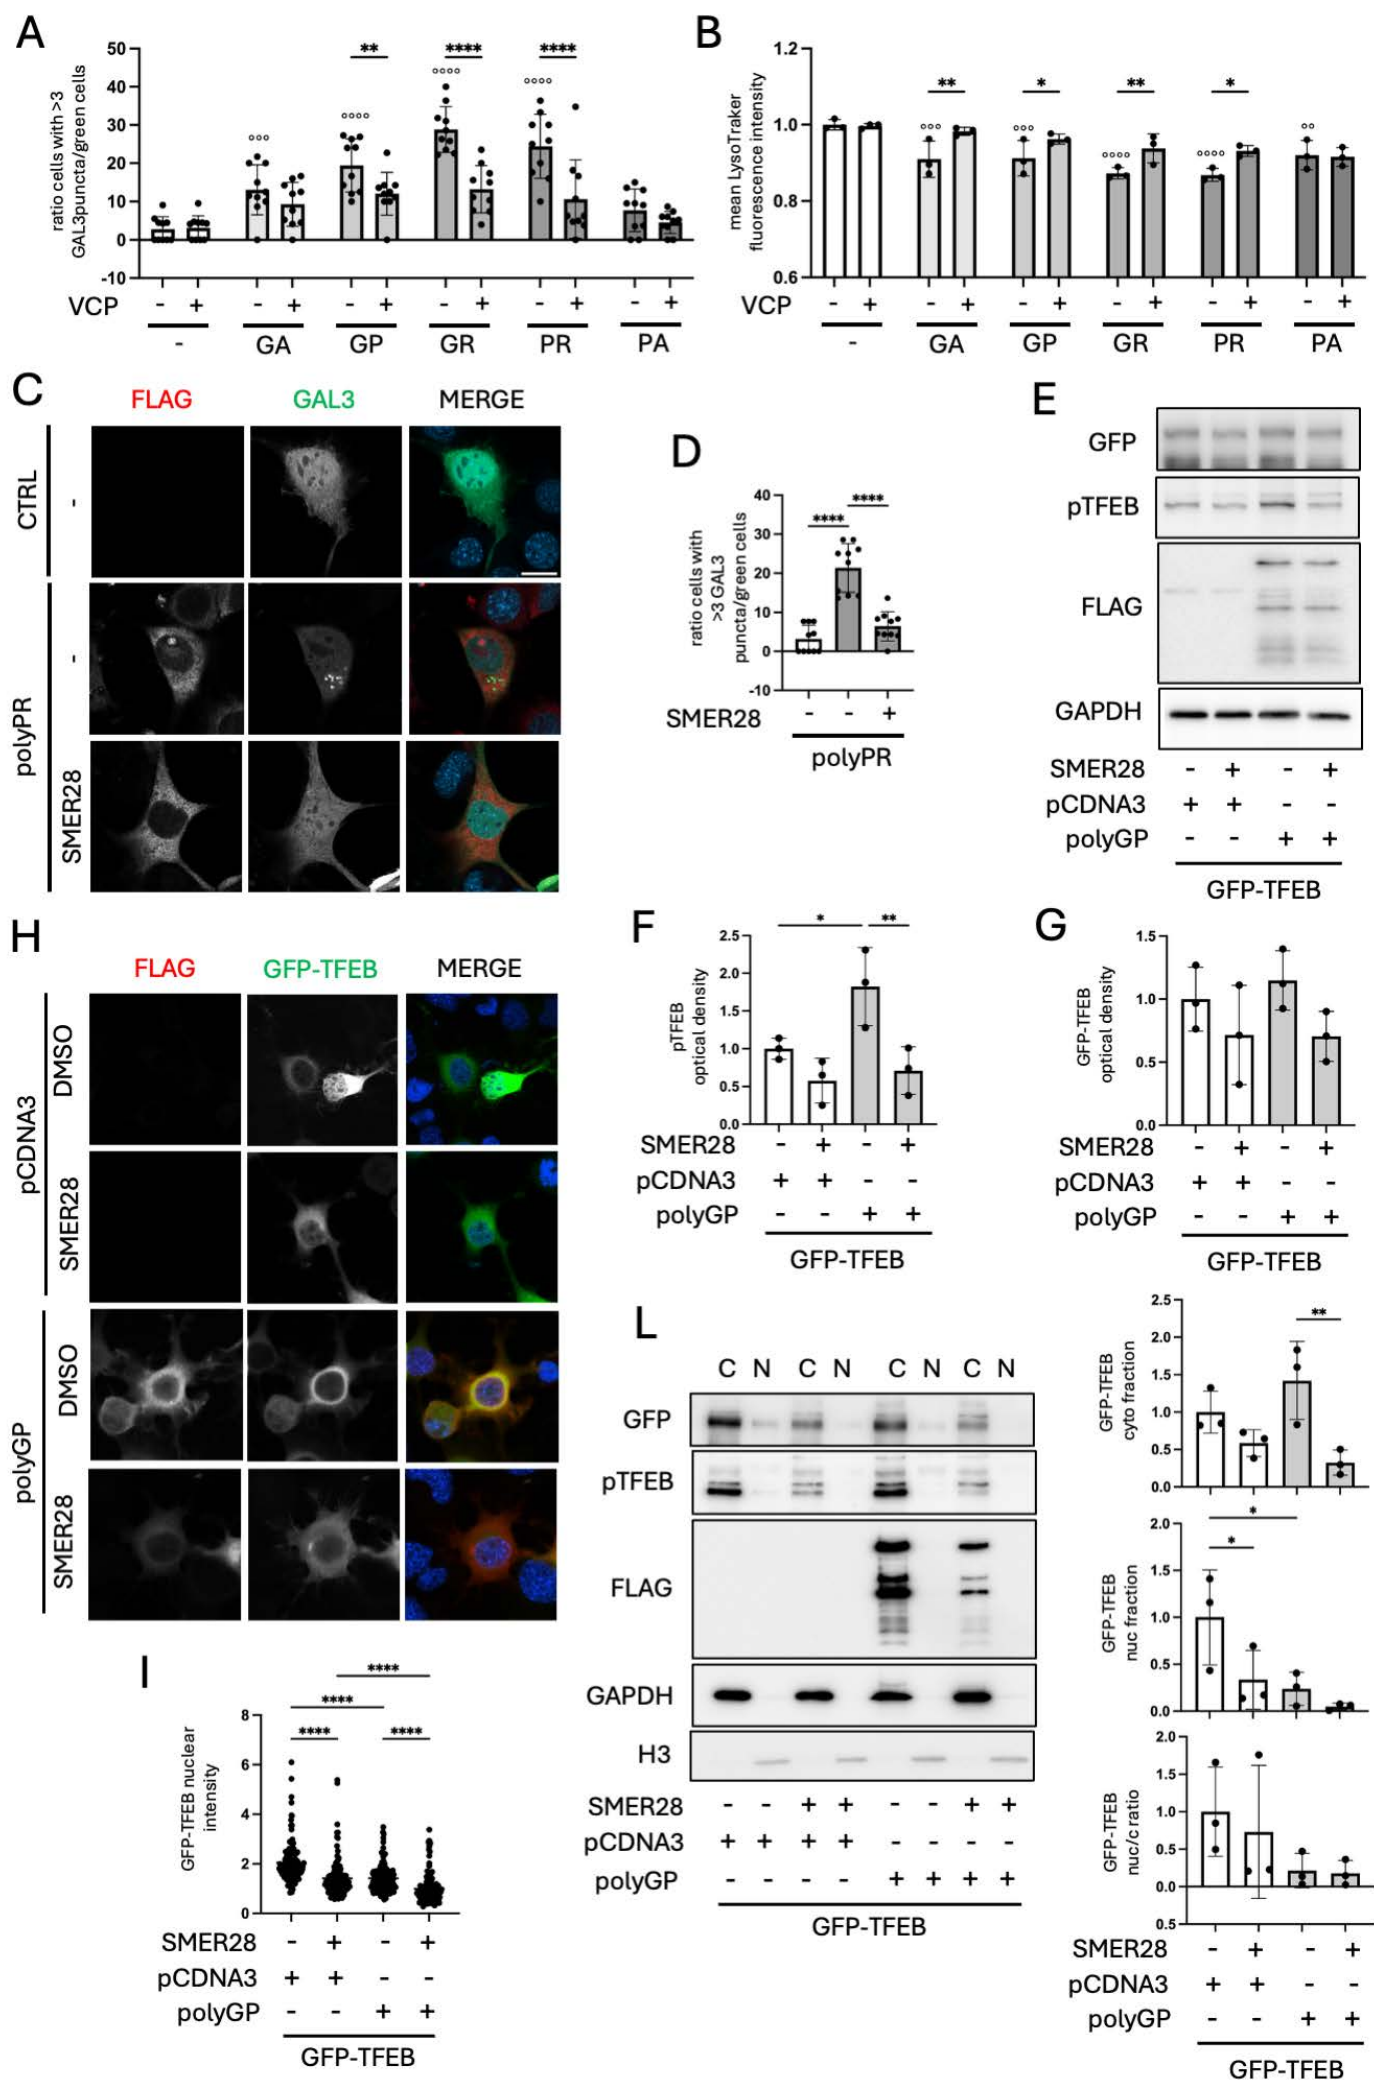 A
ratio cells with >3
GAL3puncta/green cells
50
40
30
20
10
0
-10
** **** ****
°°° °°°° °°°° °°°°
VCP - + - + - + - + - + - +
- GA GP GR PR PA
B
mean LysoTraker
fluorescence intensity
1.2
1.0
0.8
0.6
** * ** *
°°° °°° °°°° °°°° °°
VCP - + - + - + - + - + - +
- GA GP GR PR PA
C
FLAG GAL3 MERGE
CTRL
-
polyPR
-
SMER28
D
ratio cells with
>3 GAL3
puncta/green cells
40
30
20
10
0
-10
**** ****
SMER28 - - +
polyPR
E
GFP
pTFEB
FLAG
GAPDH
SMER28 - + - +
pCDNA3 + + - -
polyGP - - + +
GFP-TFEB
H
FLAG GFP-TFEB MERGE
pCDNA3
DMSO
SMER28
polyGP
DMSO
SMER28
F
pTFEB
optical density
2.5
2.0
1.5
1.0
0.5
0.0
* **
SMER28 - + - +
pCDNA3 + + - -
polyGP - - + +
GFP-TFEB
G
GFP-TFEB
optical density
1.5
1.0
0.5
0.0
SMER28 - + - +
pCDNA3 + + - -
polyGP - - + +
GFP-TFEB
I
GFP-TFEB nuclear
intensity
8
6
4
2
0
****
****
**** ****
SMER28 - + - +
pCDNA3 + + - -
polyGP - - + +
GFP-TFEB
L
C N C N C N C N
GFP
pTFEB
FLAG
GAPDH
H3
SMER28 - - + + - - + +
pCDNA3 + + + + - - - -
polyGP - - - - + + + +
GFP-TFEB
GFP-TFEB
cyto fraction
2.5
2.0
1.5
1.0
0.5
0.0
**
GFP-TFEB
nuc fraction
2.0
1.5
1.0
0.5
0.0
*
*
GFP-TFEB
nuc/c ratio
2.0
1.5
1.0
0.5
0.0
0.5
SMER28 - + - +
pCDNA3 + + - -
polyGP - - + +
GFP-TFEB